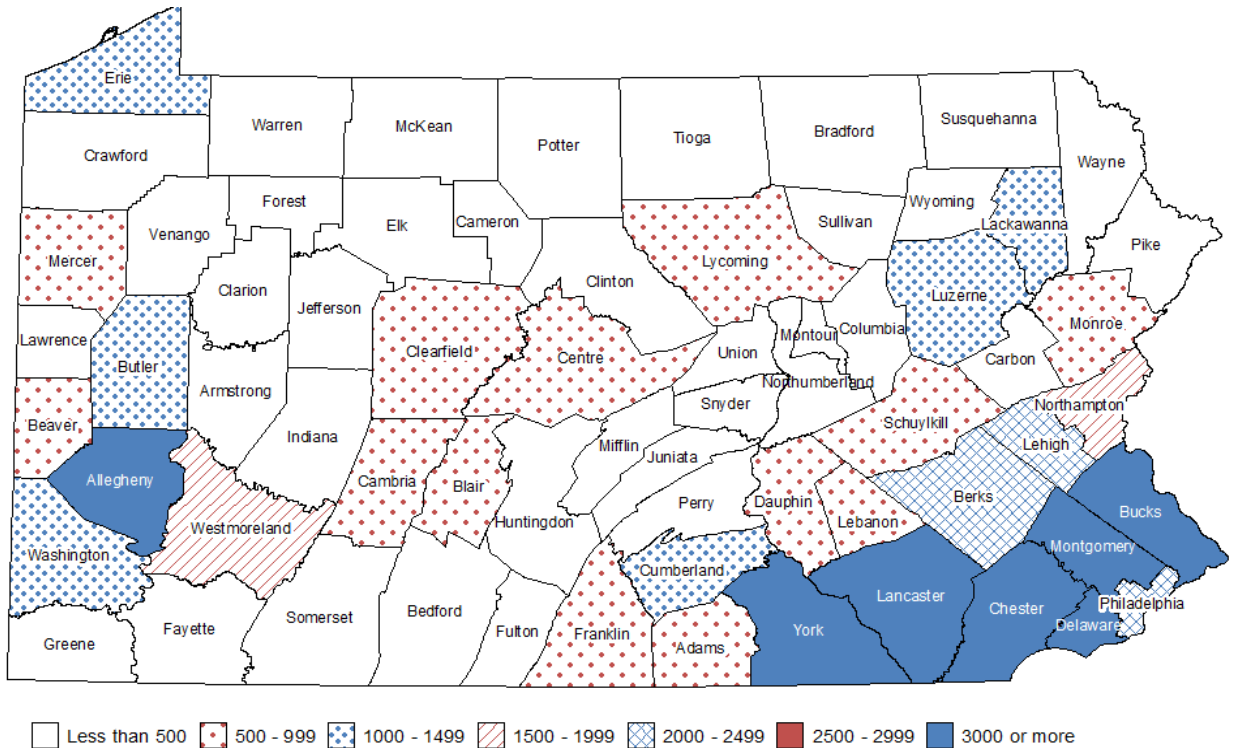 Erie
Warren
McKean
Potter
Tioga
Bradford
Susquehanna
Wayne
Crawford
Forest
Elk
Cameron
Sullivan
Wyoming
Lackawanna
Pike
Venango
Mercer
Clarion
Jefferson
Clinton
Lycoming
Luzerne
Monroe
Lawrence
Butler
Clearfield
Centre
Union
Montour
Columbia
Carbon
Armstrong
Beaver
Northumberland
Snyder
Northampton
Schuylkill
Lehigh
Indiana
Mifflin
Juniata
Allegheny
Cambria
Blair
Perry
Dauphin
Lebanon
Berks
Bucks
Westmoreland
Huntingdon
Washington
Cumberland
Montgomery
Lancaster
Chester
Philadelphia
Delaware
Greene
Fayette
Somerset
Bedford
Fulton
Franklin
Adams
York
Less than 500 500 - 999 1000 - 1499 1500 - 1999 2000 - 2499 2500 - 2999 3000 or more